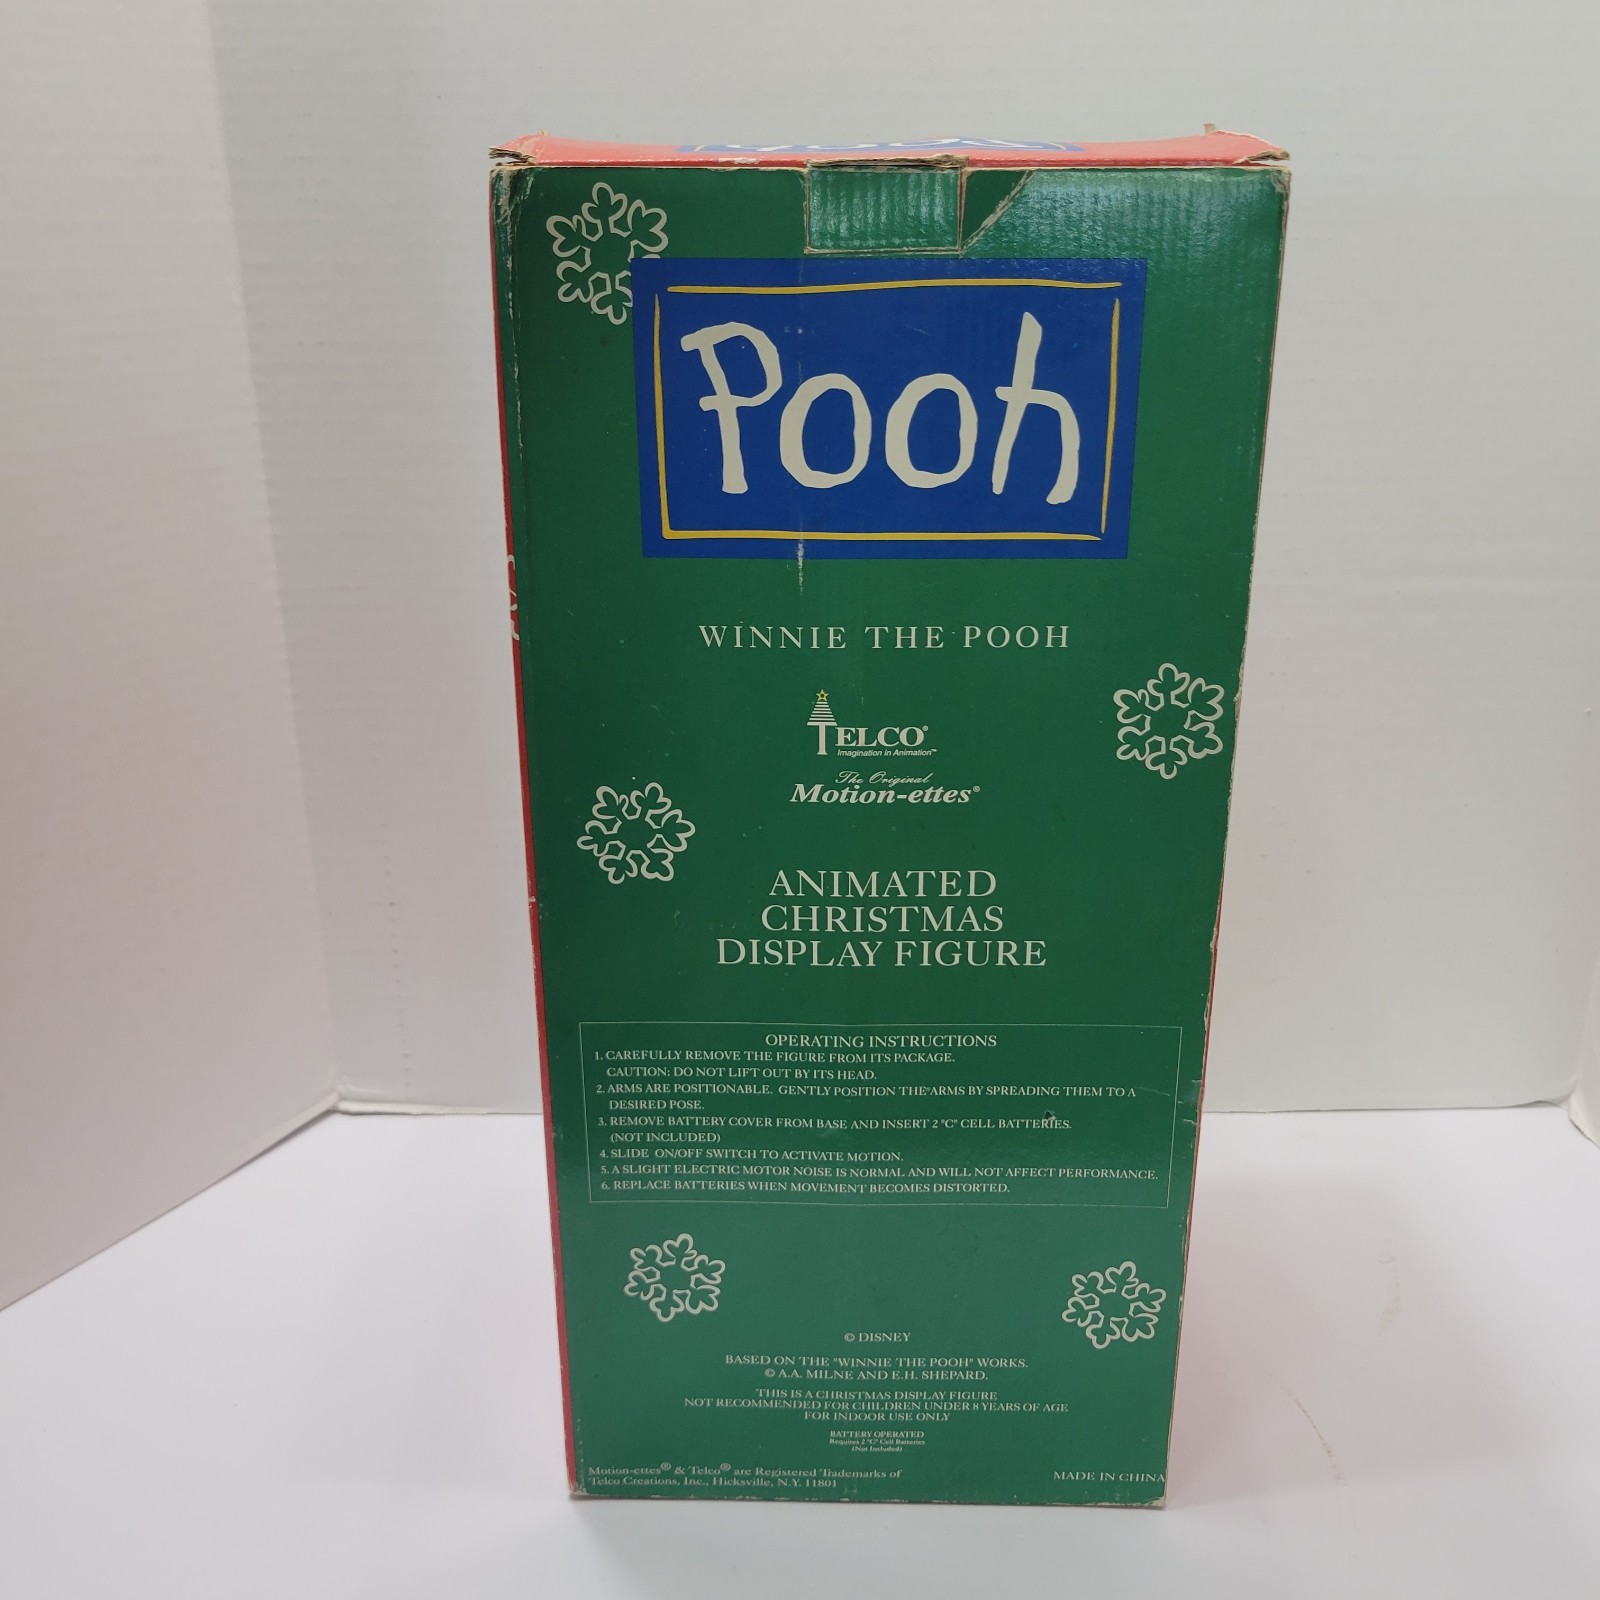 Pooh
WINNIE THE POOH
TELCO®
Imagination in Animation™
The Original
Motion-ettes®
ANIMATED
CHRISTMAS
DISPLAY FIGURE
OPERATING INSTRUCTIONS
1. CAREFULLY REMOVE THE FIGURE FROM ITS PACKAGE.
CAUTION: DO NOT LIFT OUT BY ITS HEAD.
2. ARMS ARE POSITIONABLE. GENTLY POSITION THE ARMS BY SPREADING THEM TO A
DESIRED POSE.
3. REMOVE BATTERY COVER FROM BASE AND INSERT 2 "C" CELL BATTERIES.
(NOT INCLUDED)
4. SLIDE ON/OFF SWITCH TO ACTIVATE MOTION.
5. A SLIGHT ELECTRIC MOTOR NOISE IS NORMAL AND WILL NOT AFFECT PERFORMANCE.
6. REPLACE BATTERIES WHEN MOVEMENT BECOMES DISTORTED.
© DISNEY
BASED ON THE "WINNIE THE POOH" WORKS.
© A.A. MILNE AND E.H. SHEPARD.
THIS IS A CHRISTMAS DISPLAY FIGURE
NOT RECOMMENDED FOR CHILDREN UNDER 8 YEARS OF AGE
FOR INDOOR USE ONLY
BATTERY OPERATED
Requires 2 "C" Cell Batteries
(Not Included)
Motion-ettes® & Telco® are Registered Trademarks of
Telco Creations, Inc., Hicksville, N.Y. 11801
MADE IN CHINA